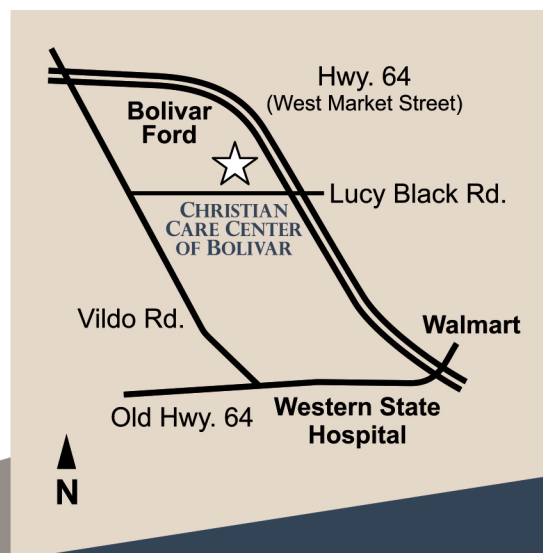 Hwy. 64
(West Market Street)
Bolivar
Ford
Lucy Black Rd.
CHRISTIAN
CARE CENTER
OF BOLIVAR
Vildo Rd.
Walmart
Old Hwy. 64
Western State
Hospital
N